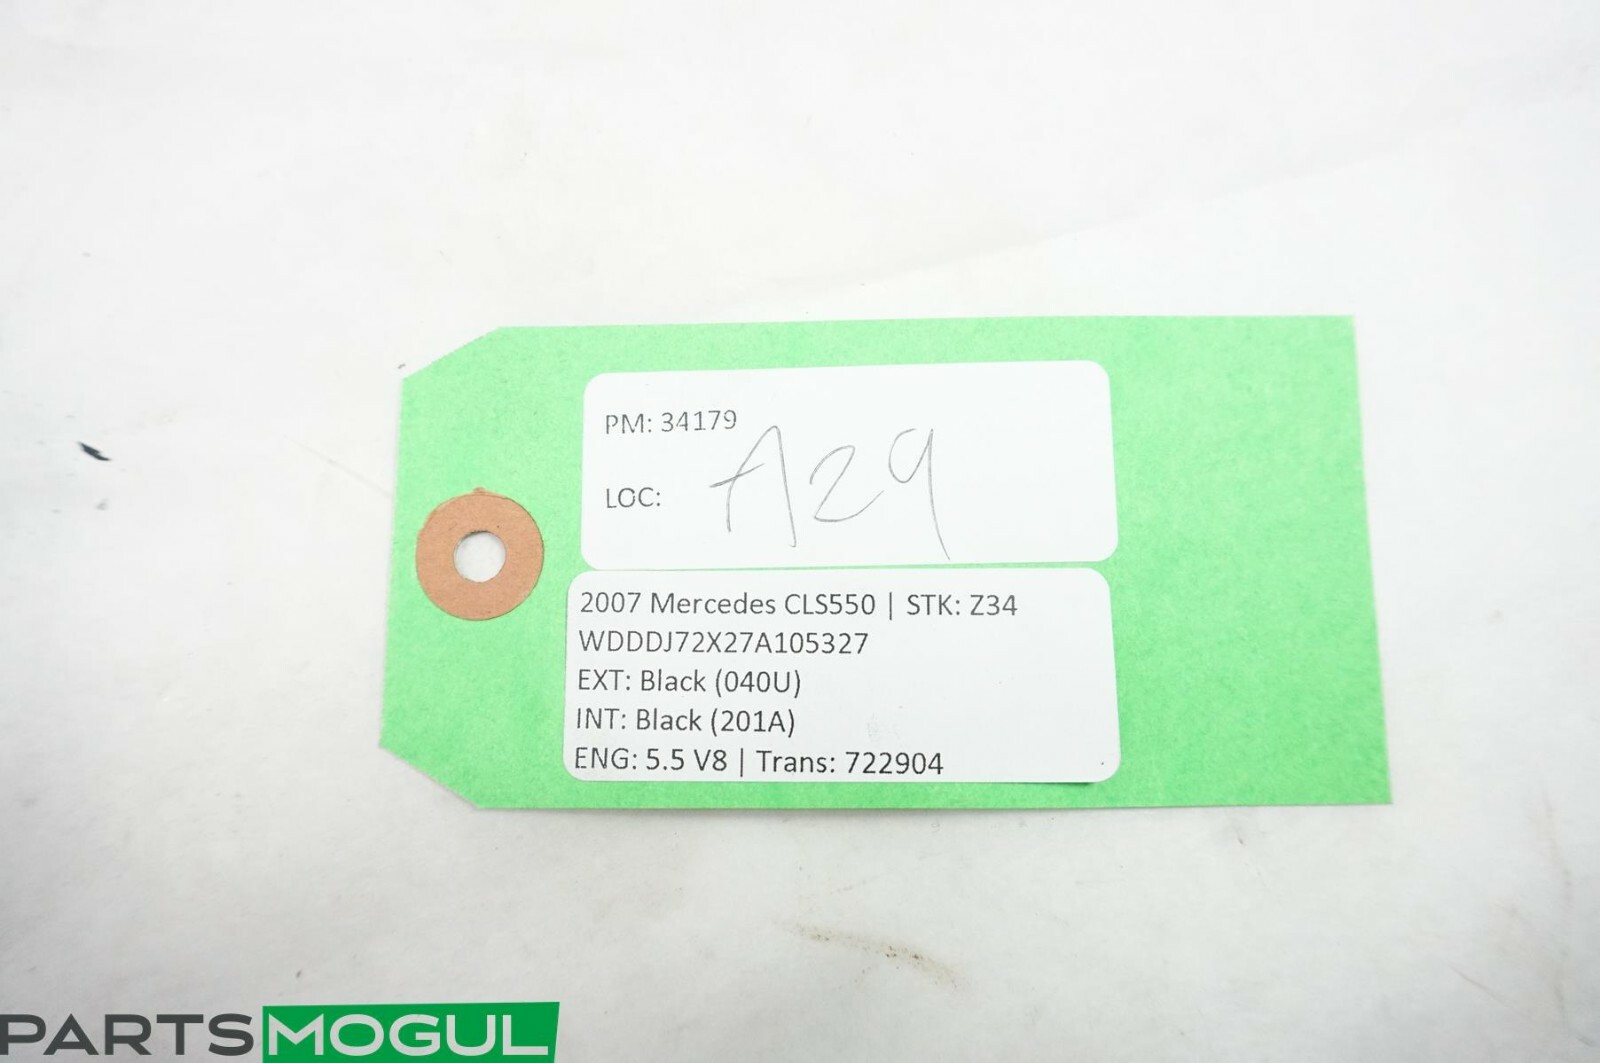 PM: 34179
LOC: A29
2007 Mercedes CLS550 | STK: Z34
WDDDJ72X27A105327
EXT: Black (040U)
INT: Black (201A)
ENG: 5.5 V8 | Trans: 722904
PARTSMOGUL